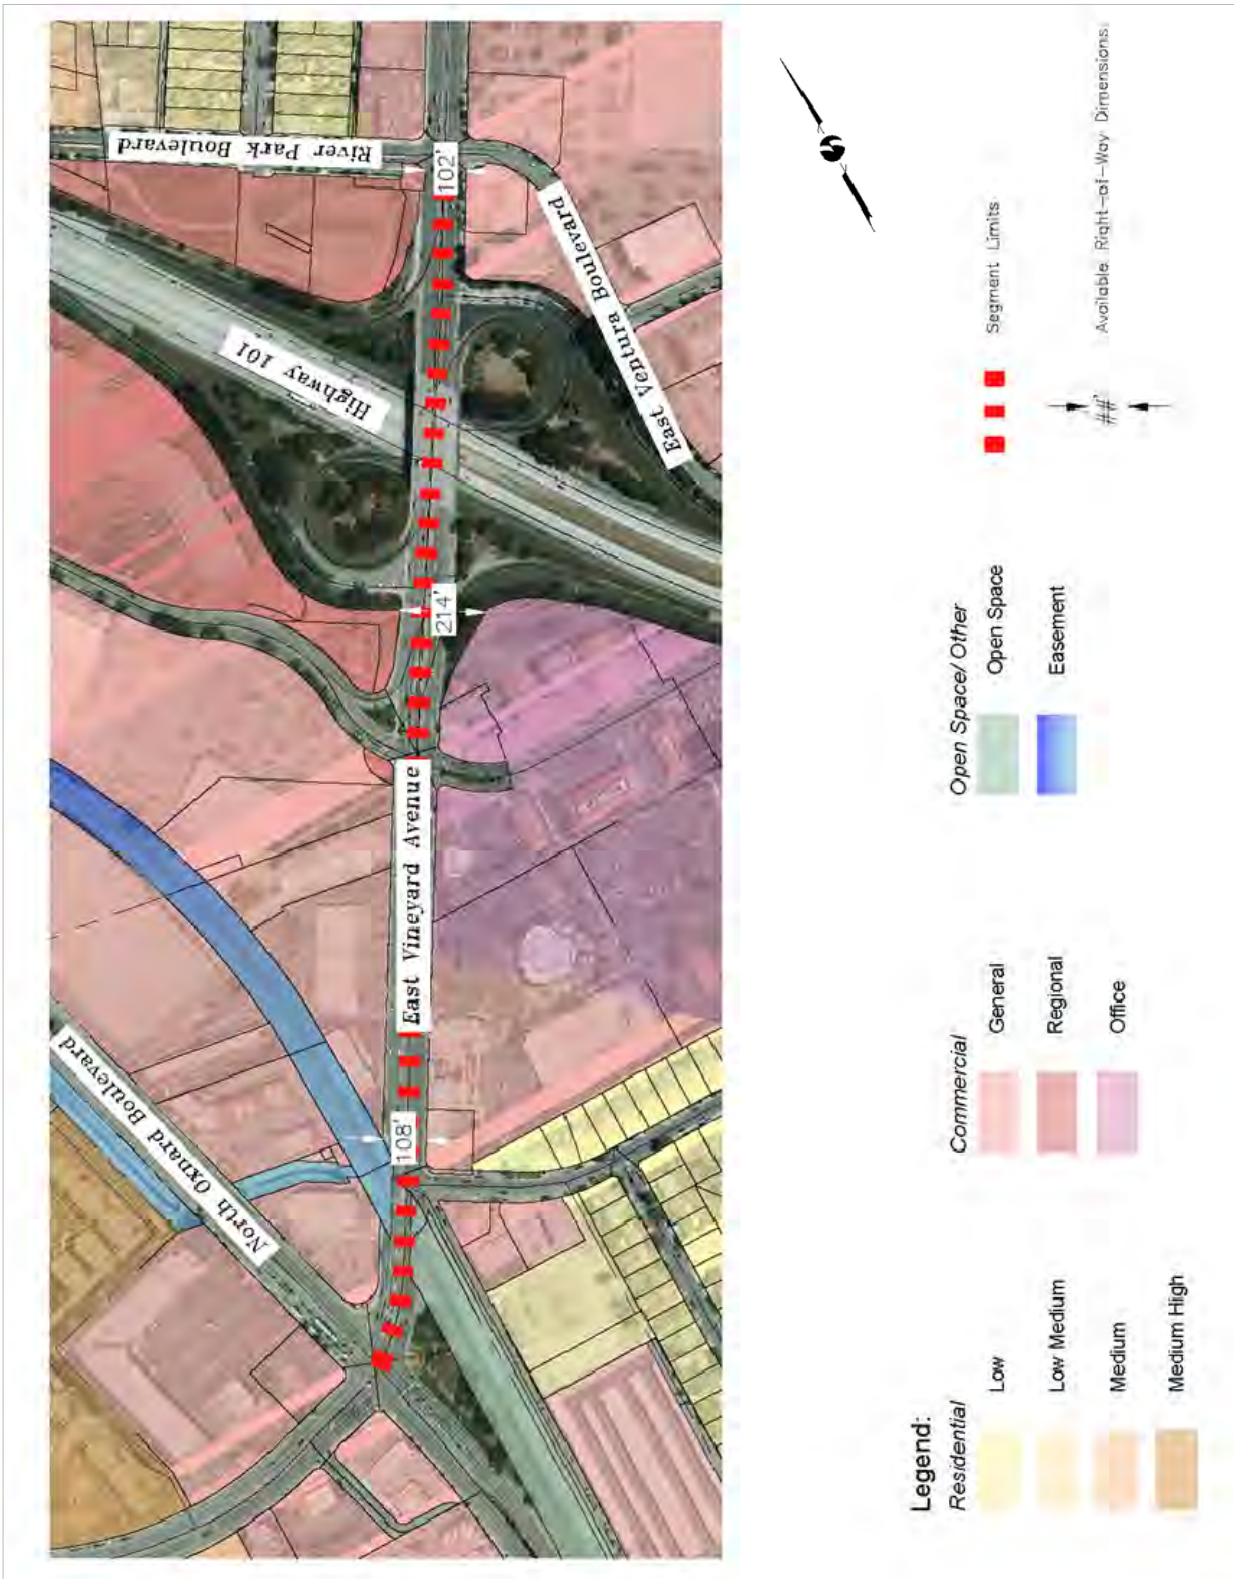 River Park Boulevard
102'
East Ventura Boulevard
Highway 101
214'
East Vineyard Avenue
108'
North Oxnard Boulevard
Legend:
Residential
Low
Low Medium
Medium
Medium High
Commercial
General
Regional
Office
Open Space/ Other
Open Space
Easement
Segment Limits
##'
Available Right-of-Way Dimensions